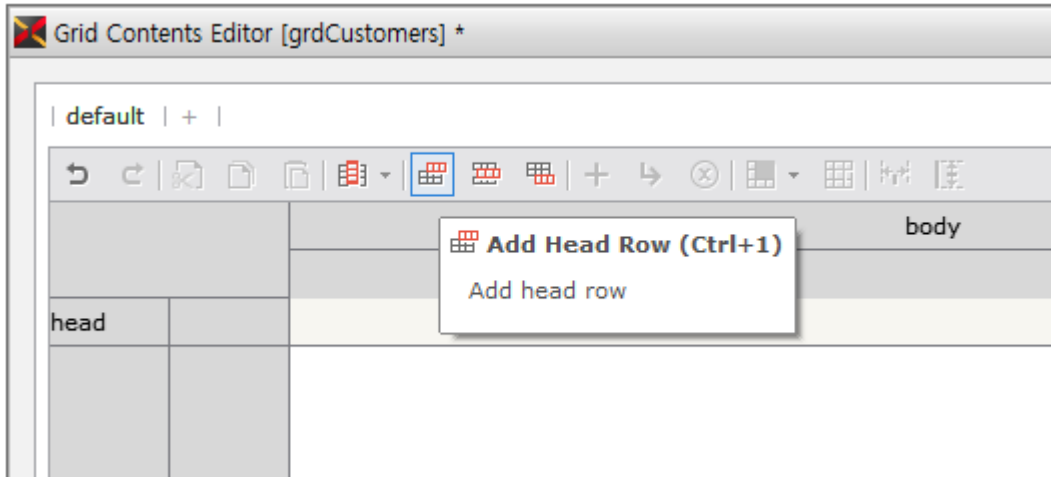 Grid Contents Editor [grdCustomers] *
| default | + |
body
Add Head Row (Ctrl+1)
Add head row
head